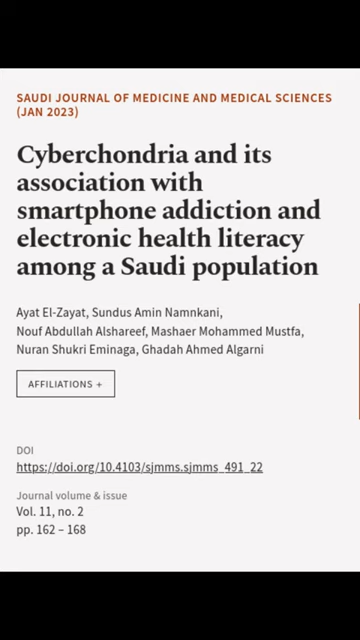 SAUDI JOURNAL OF MEDICINE AND MEDICAL SCIENCES
(JAN 2023)
Cyberchondria and its
association with
smartphone addiction and
electronic health literacy
among a Saudi population
Ayat El-Zayat, Sundus Amin Namnkani,
Nouf Abdullah Alshareef, Mashaer Mohammed Mustfa,
Nuran Shukri Eminaga, Ghadah Ahmed Algarni
AFFILIATIONS +
DOI
https://doi.org/10.4103/sjmms.sjmms_491_22
Journal volume & issue
Vol. 11, no. 2
pp. 162 – 168